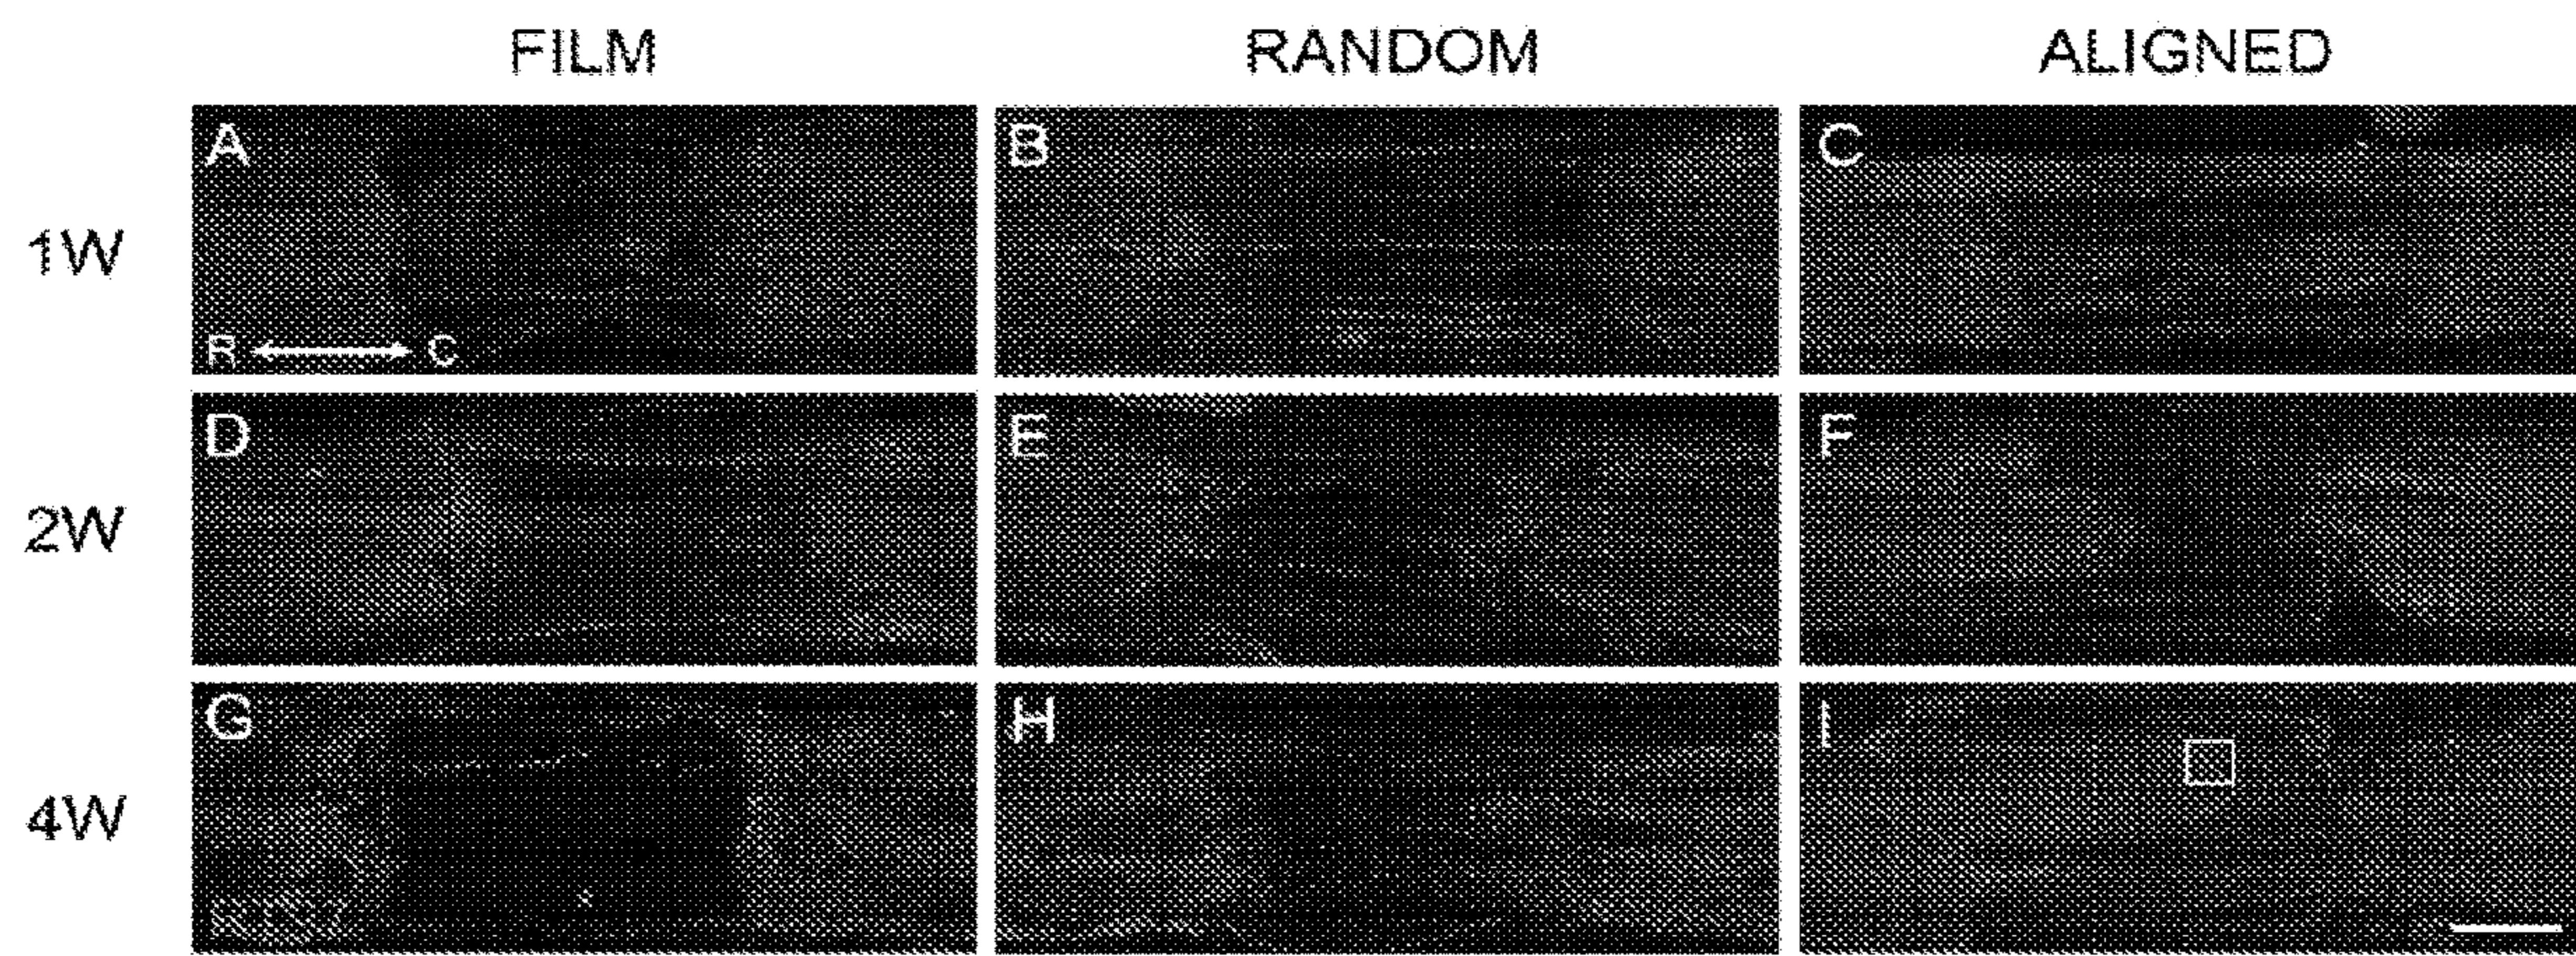 FILM RANDOM ALIGNED
1W
A B C
R C
2W
D E F
4W
G H I